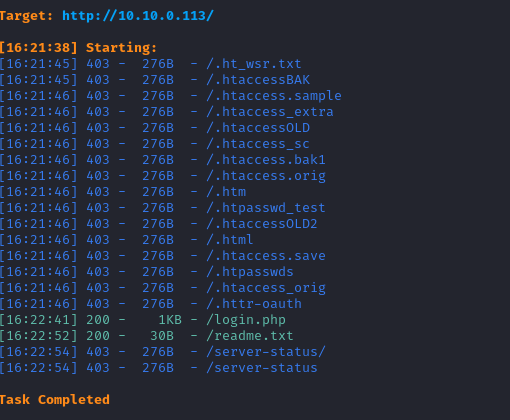 Target: http://10.10.0.113/
[16:21:38] Starting:
[16:21:45] 403 - 276B - /.ht_wsr.txt
[16:21:45] 403 - 276B - /.htaccessBAK
[16:21:46] 403 - 276B - /.htaccess.sample
[16:21:46] 403 - 276B - /.htaccess_extra
[16:21:46] 403 - 276B - /.htaccessOLD
[16:21:46] 403 - 276B - /.htaccess_sc
[16:21:46] 403 - 276B - /.htaccess.bak1
[16:21:46] 403 - 276B - /.htaccess.orig
[16:21:46] 403 - 276B - /.htm
[16:21:46] 403 - 276B - /.htpasswd_test
[16:21:46] 403 - 276B - /.htaccessOLD2
[16:21:46] 403 - 276B - /.html
[16:21:46] 403 - 276B - /.htaccess.save
[16:21:46] 403 - 276B - /.htpasswds
[16:21:46] 403 - 276B - /.htaccess_orig
[16:21:46] 403 - 276B - /.httr-oauth
[16:22:41] 200 - 1KB - /login.php
[16:22:52] 200 - 30B - /readme.txt
[16:22:54] 403 - 276B - /server-status/
[16:22:54] 403 - 276B - /server-status
Task Completed